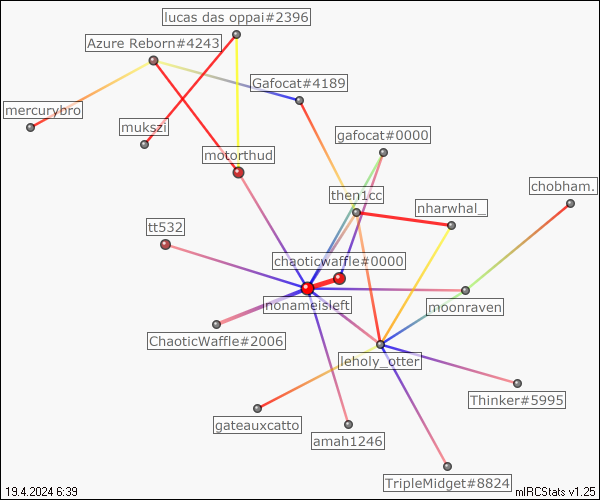 lucas das oppai#2396
Azure Reborn#4243
Gafocat#4189
mercurybro
mukszi
gafocat#0000
motorthud
then1cc
chobham.
nharwhal_
tt532
chaoticwaffle#0000
nonameisleft
moonraven
ChaoticWaffle#2006
leholy_otter
Thinker#5995
gateauxcatto
amah1246
TripleMidget#8824
19.4.2024 6:39
mIRCStats v1.25